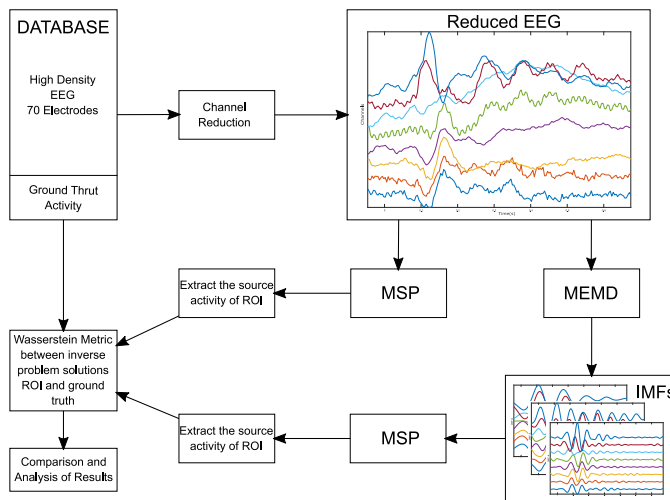 DATABASE
High Density
EEG
70 Electrodes
Ground Thrut
Activity
Channel
Reduction
Reduced EEG
Channels
Time(s)
MSP
MEMD
Extract the source
activity of ROI
Wasserstein Metric
between inverse
problem solutions
ROI and ground
truth
IMFs
MSP
Extract the source
activity of ROI
Comparison and
Analysis of Results